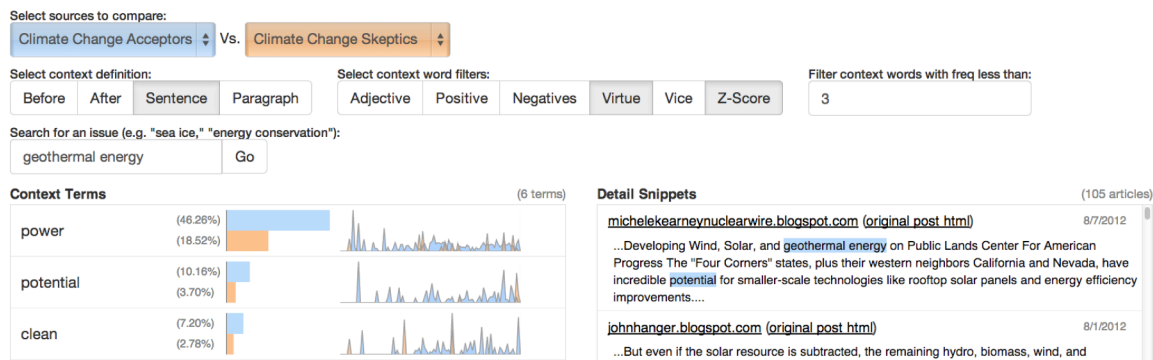 Select sources to compare:
Climate Change Acceptors Vs. Climate Change Skeptics
Select context definition: Select context word filters: Filter context words with freq less than:
Before After Sentence Paragraph Adjective Positive Negatives Virtue Vice Z-Score 3
Search for an issue (e.g. "sea ice," "energy conservation"):
geothermal energy Go
Context Terms (6 terms)
power (46.26%)
(18.52%)
potential (10.16%)
(3.70%)
clean (7.20%)
(2.78%)
Detail Snippets (105 articles)
michelekearneynuclearwire.blogspot.com (original post html) 8/7/2012
...Developing Wind, Solar, and geothermal energy on Public Lands Center For American
Progress The "Four Corners" states, plus their western neighbors California and Nevada, have
incredible potential for smaller-scale technologies like rooftop solar panels and energy efficiency
improvements....
johnhanger.blogspot.com (original post html) 8/1/2012
...But even if the solar resource is subtracted, the remaining hydro, biomass, wind, and